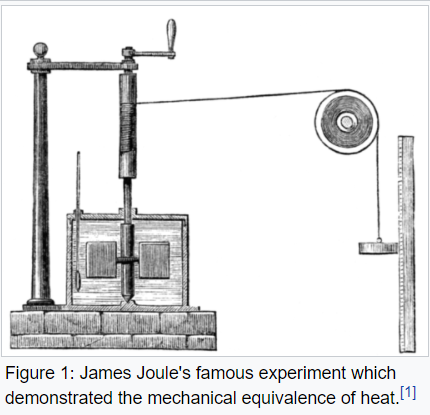 Figure 1: James Joule's famous experiment which
demonstrated the mechanical equivalence of heat.[1]